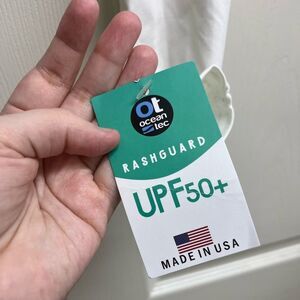 ot
ocean
tec
RASHGUARD
UPF50+
MADE IN USA